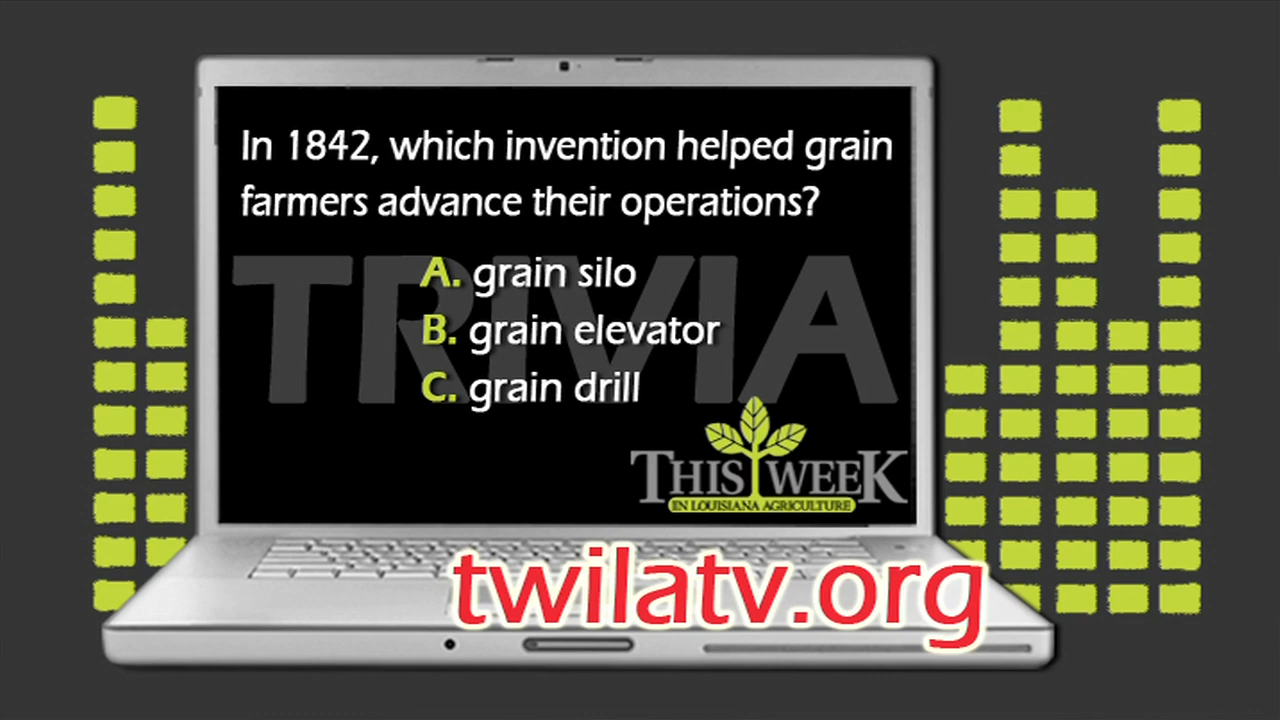 In 1842, which invention helped grain
farmers advance their operations?
TRIVIA
A. grain silo
B. grain elevator
C. grain drill
THIS WEEK
IN LOUISIANA AGRICULTURE
twilatv.org